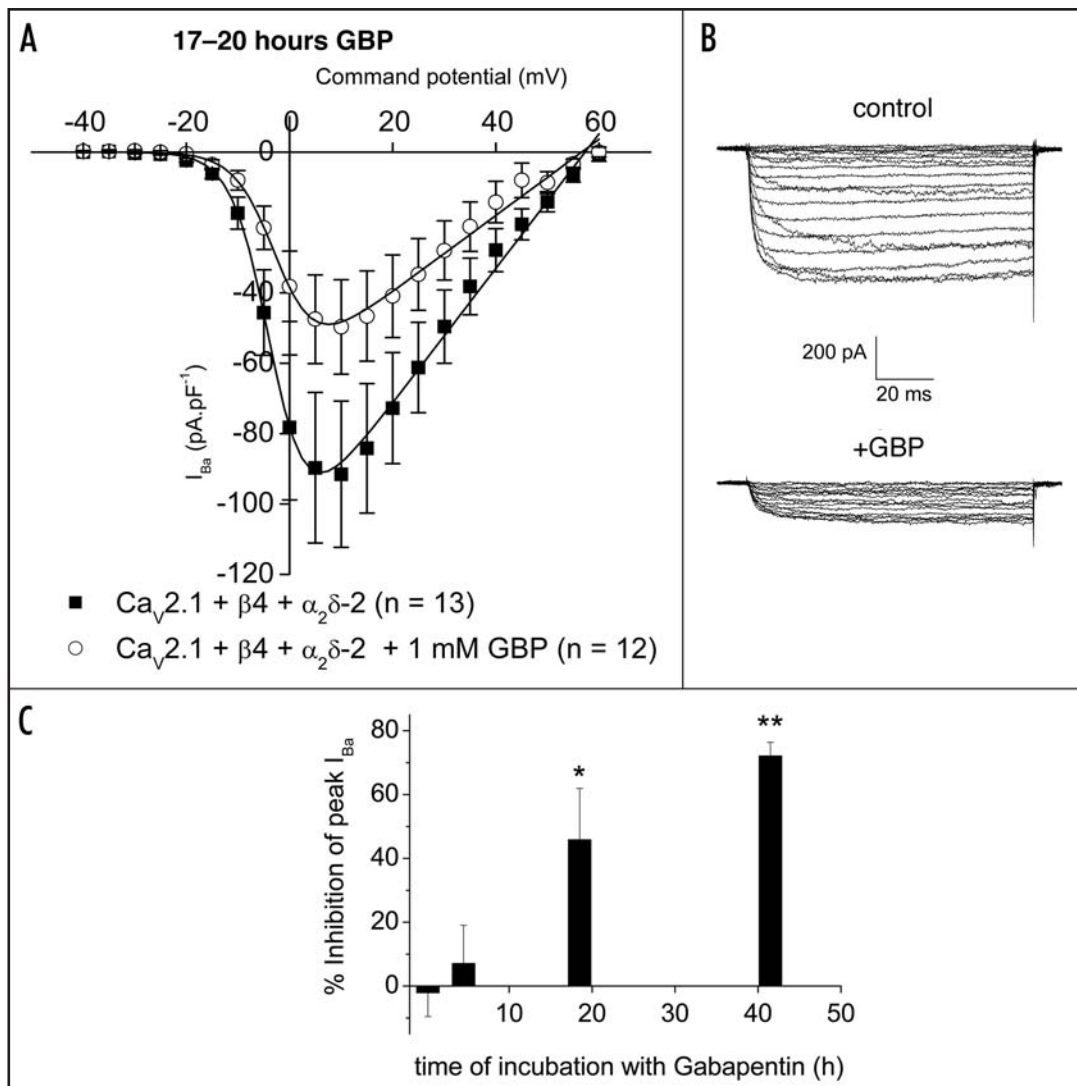 A
17–20 hours GBP
Command potential (mV)
-40 -20 0 20 40 60
0
-40
-60
-80
-100
-120
I_Ba (pA.pF⁻¹)
■ Ca_V2.1 + β4 + α₂δ-2 (n = 13)
○ Ca_V2.1 + β4 + α₂δ-2 + 1 mM GBP (n = 12)
B
control
200 pA
20 ms
+GBP
C
% Inhibition of peak I_Ba
80
60
40
20
0
* **
10 20 30 40 50
time of incubation with Gabapentin (h)